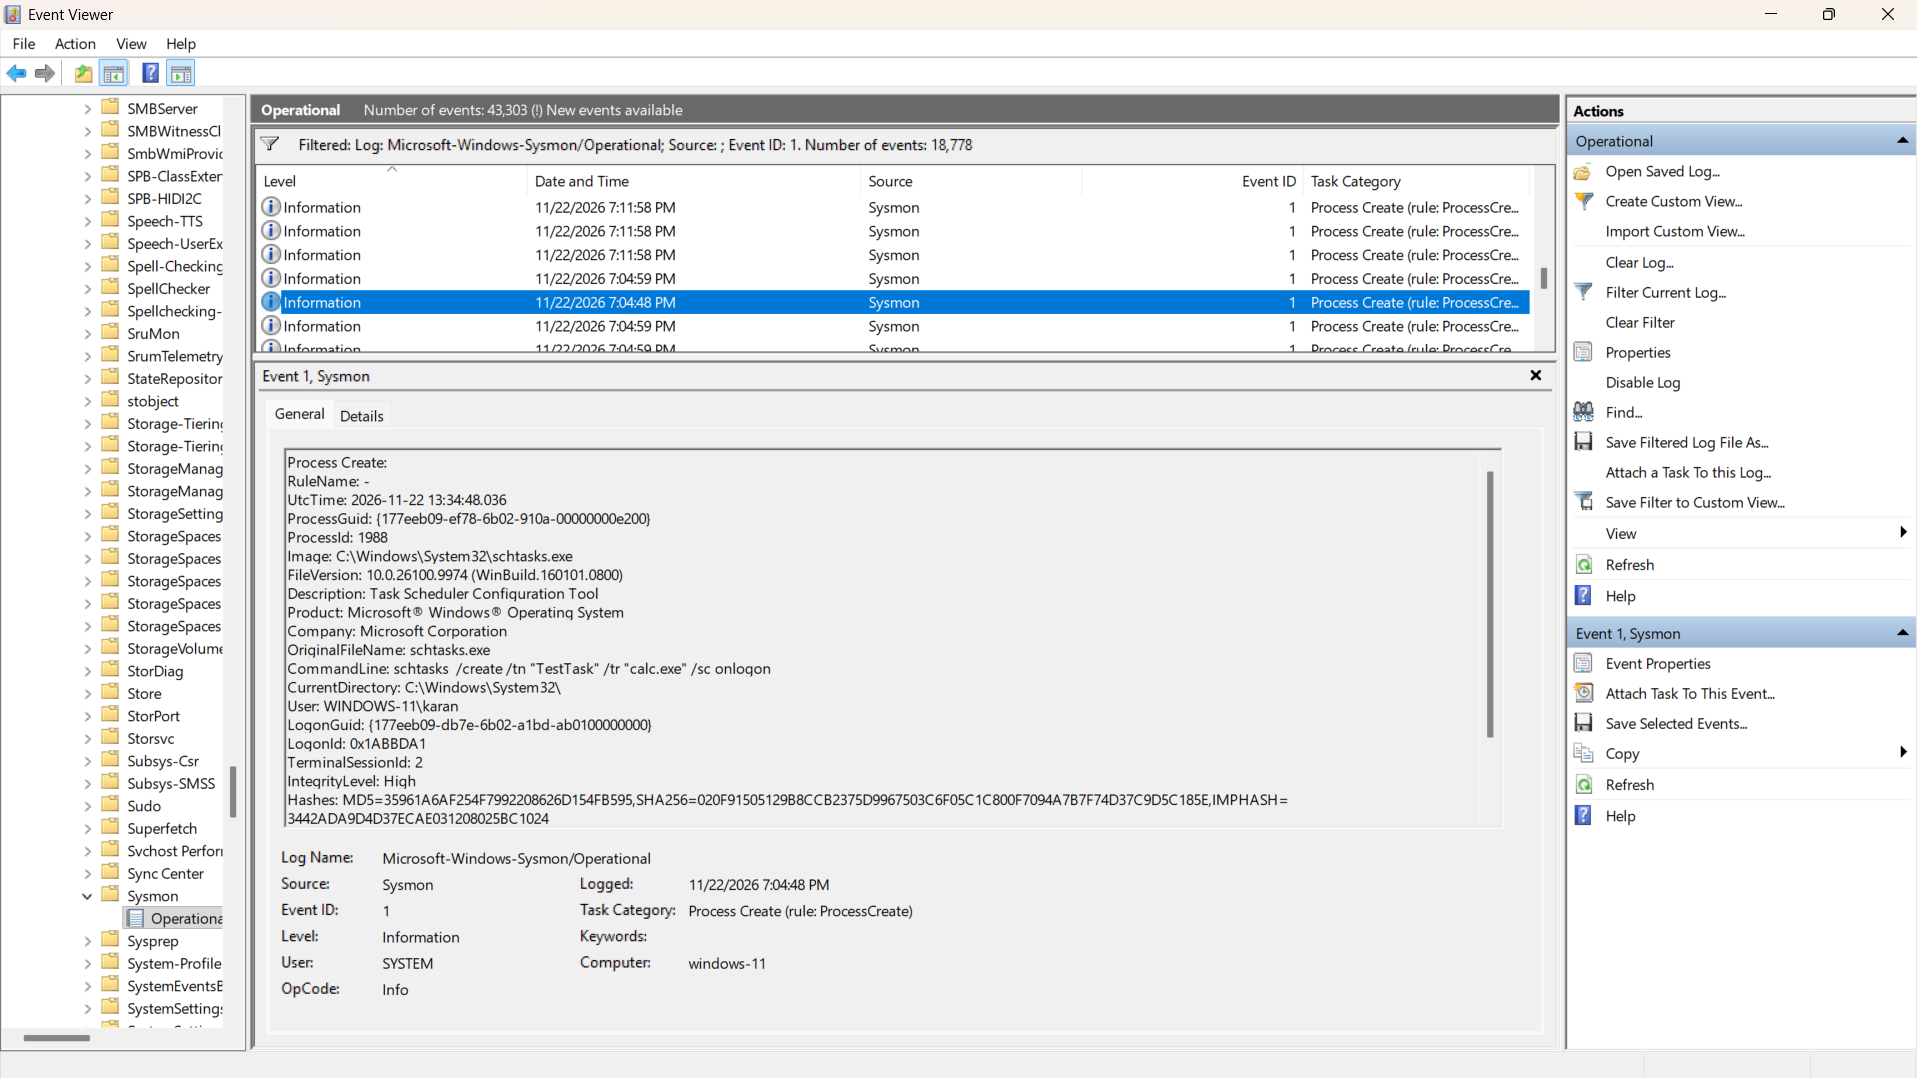 Event Viewer
File Action View Help
SMBServer
SMBWitnessCl
SmbWmiProvic
SPB-ClassExter
SPB-HIDI2C
Speech-TTS
Speech-UserEx
Spell-Checking
SpellChecker
Spellchecking-
SruMon
SrumTelemetry
StateRepositor
stobject
Storage-Tiering
Storage-Tiering
StorageManag
StorageManag
StorageSetting
StorageSpaces
StorageSpaces
StorageSpaces
StorageSpaces
StorageSpaces
StorageVolume
StorDiag
Store
StorPort
Storsvc
Subsys-Csr
Subsys-SMSS
Sudo
Superfetch
Svchost Perfor
Sync Center
Sysmon
Operationa
Sysprep
System-Profile
SystemEventsB
SystemSettings
Operational Number of events: 43,303 (!) New events available
Filtered: Log: Microsoft-Windows-Sysmon/Operational; Source: ; Event ID: 1. Number of events: 18,778
Level Date and Time Source Event ID Task Category
Information 11/22/2026 7:11:58 PM Sysmon 1 Process Create (rule: ProcessCre...
Information 11/22/2026 7:11:58 PM Sysmon 1 Process Create (rule: ProcessCre...
Information 11/22/2026 7:11:58 PM Sysmon 1 Process Create (rule: ProcessCre...
Information 11/22/2026 7:04:59 PM Sysmon 1 Process Create (rule: ProcessCre...
Information 11/22/2026 7:04:48 PM Sysmon 1 Process Create (rule: ProcessCre...
Information 11/22/2026 7:04:59 PM Sysmon 1 Process Create (rule: ProcessCre...
Information 11/22/2026 7:04:59 PM Sysmon 1 Process Create (rule: ProcessCre
Event 1, Sysmon
General Details
Process Create:
RuleName: -
UtcTime: 2026-11-22 13:34:48.036
ProcessGuid: {177eeb09-ef78-6b02-910a-00000000e200}
ProcessId: 1988
Image: C:\Windows\System32\schtasks.exe
FileVersion: 10.0.26100.9974 (WinBuild.160101.0800)
Description: Task Scheduler Configuration Tool
Product: Microsoft® Windows® Operating System
Company: Microsoft Corporation
OriginalFileName: schtasks.exe
CommandLine: schtasks  /create /tn "TestTask" /tr "calc.exe" /sc onlogon
CurrentDirectory: C:\Windows\System32\
User: WINDOWS-11\karan
LogonGuid: {177eeb09-db7e-6b02-a1bd-ab0100000000}
LogonId: 0x1ABBDA1
TerminalSessionId: 2
IntegrityLevel: High
Hashes: MD5=35961A6AF254F7992208626D154FB595,SHA256=020F91505129B8CCB2375D9967503C6F05C1C800F7094A7B7F74D37C9D5C185E,IMPHASH=
3442ADA9D4D37ECAE031208025BC1024
Log Name: Microsoft-Windows-Sysmon/Operational
Source: Sysmon Logged: 11/22/2026 7:04:48 PM
Event ID: 1 Task Category: Process Create (rule: ProcessCreate)
Level: Information Keywords:
User: SYSTEM Computer: windows-11
OpCode: Info
Actions
Operational
Open Saved Log...
Create Custom View...
Import Custom View...
Clear Log...
Filter Current Log...
Clear Filter
Properties
Disable Log
Find...
Save Filtered Log File As...
Attach a Task To this Log...
Save Filter to Custom View...
View
Refresh
Help
Event 1, Sysmon
Event Properties
Attach Task To This Event...
Save Selected Events...
Copy
Refresh
Help